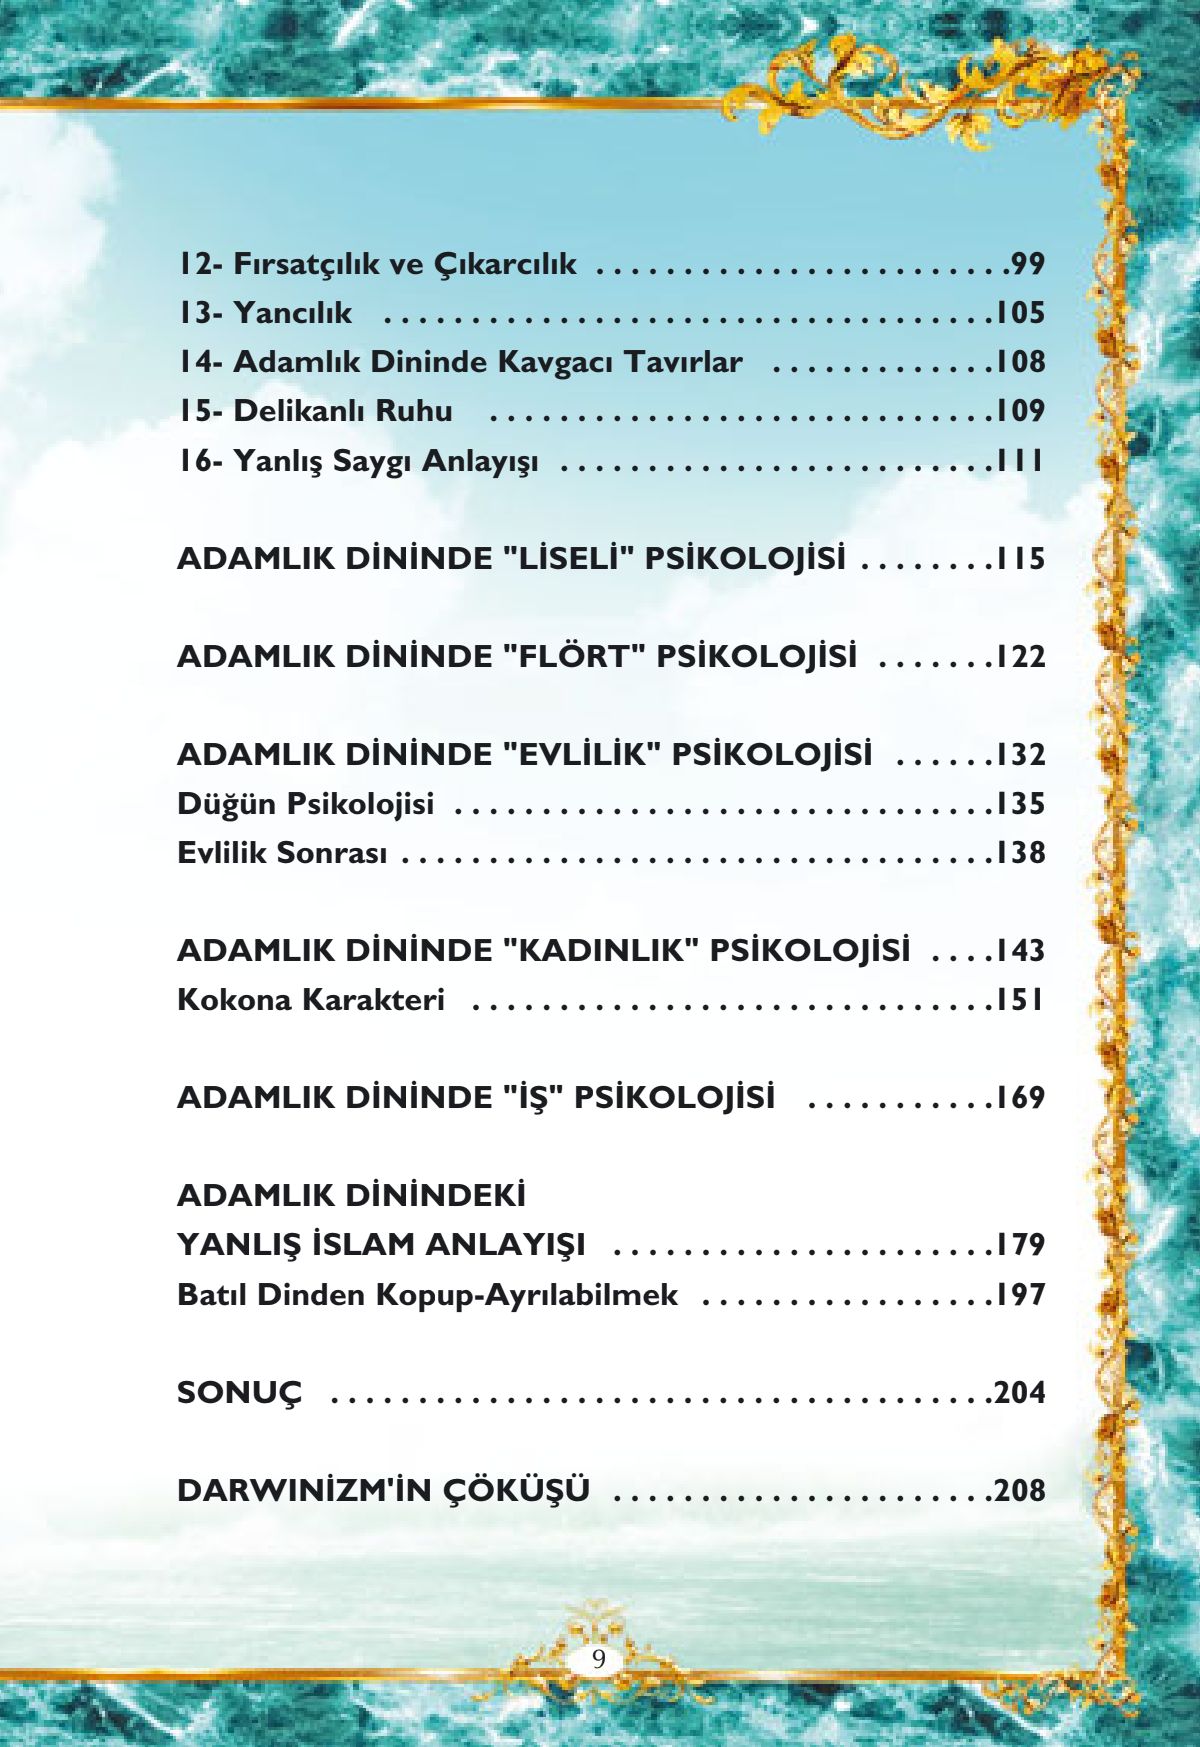 12- Fırsatçılık ve Çıkarcılık . . . . . . . . . . . . . . . . . . . . . . . .99
13- Yancılık . . . . . . . . . . . . . . . . . . . . . . . . . . . . . . . . . . .105
14- Adamlık Dininde Kavgacı Tavırlar . . . . . . . . . . . . .108
15- Delikanlı Ruhu . . . . . . . . . . . . . . . . . . . . . . . . . . . . .109
16- Yanlış Saygı Anlayışı . . . . . . . . . . . . . . . . . . . . . . . . .111
ADAMLIK DİNİNDE "LİSELİ" PSİKOLOJİSİ . . . . . . . .115
ADAMLIK DİNİNDE "FLÖRT" PSİKOLOJİSİ . . . . . . .122
ADAMLIK DİNİNDE "EVLİLİK" PSİKOLOJİSİ . . . . . .132
Düğün Psikolojisi . . . . . . . . . . . . . . . . . . . . . . . . . . . . . . .135
Evlilik Sonrası . . . . . . . . . . . . . . . . . . . . . . . . . . . . . . . . . .138
ADAMLIK DİNİNDE "KADINLIK" PSİKOLOJİSİ . . . .143
Kokona Karakteri . . . . . . . . . . . . . . . . . . . . . . . . . . . . . .151
ADAMLIK DİNİNDE "İŞ" PSİKOLOJİSİ . . . . . . . . . . .169
ADAMLIK DİNİNDEKİ
YANLIŞ İSLAM ANLAYIŞI . . . . . . . . . . . . . . . . . . . . . .179
Batıl Dinden Kopup-Ayrılabilmek . . . . . . . . . . . . . . . . .197
SONUÇ . . . . . . . . . . . . . . . . . . . . . . . . . . . . . . . . . . . . . .204
DARWINİZM'İN ÇÖKÜŞÜ . . . . . . . . . . . . . . . . . . . . . .208
9